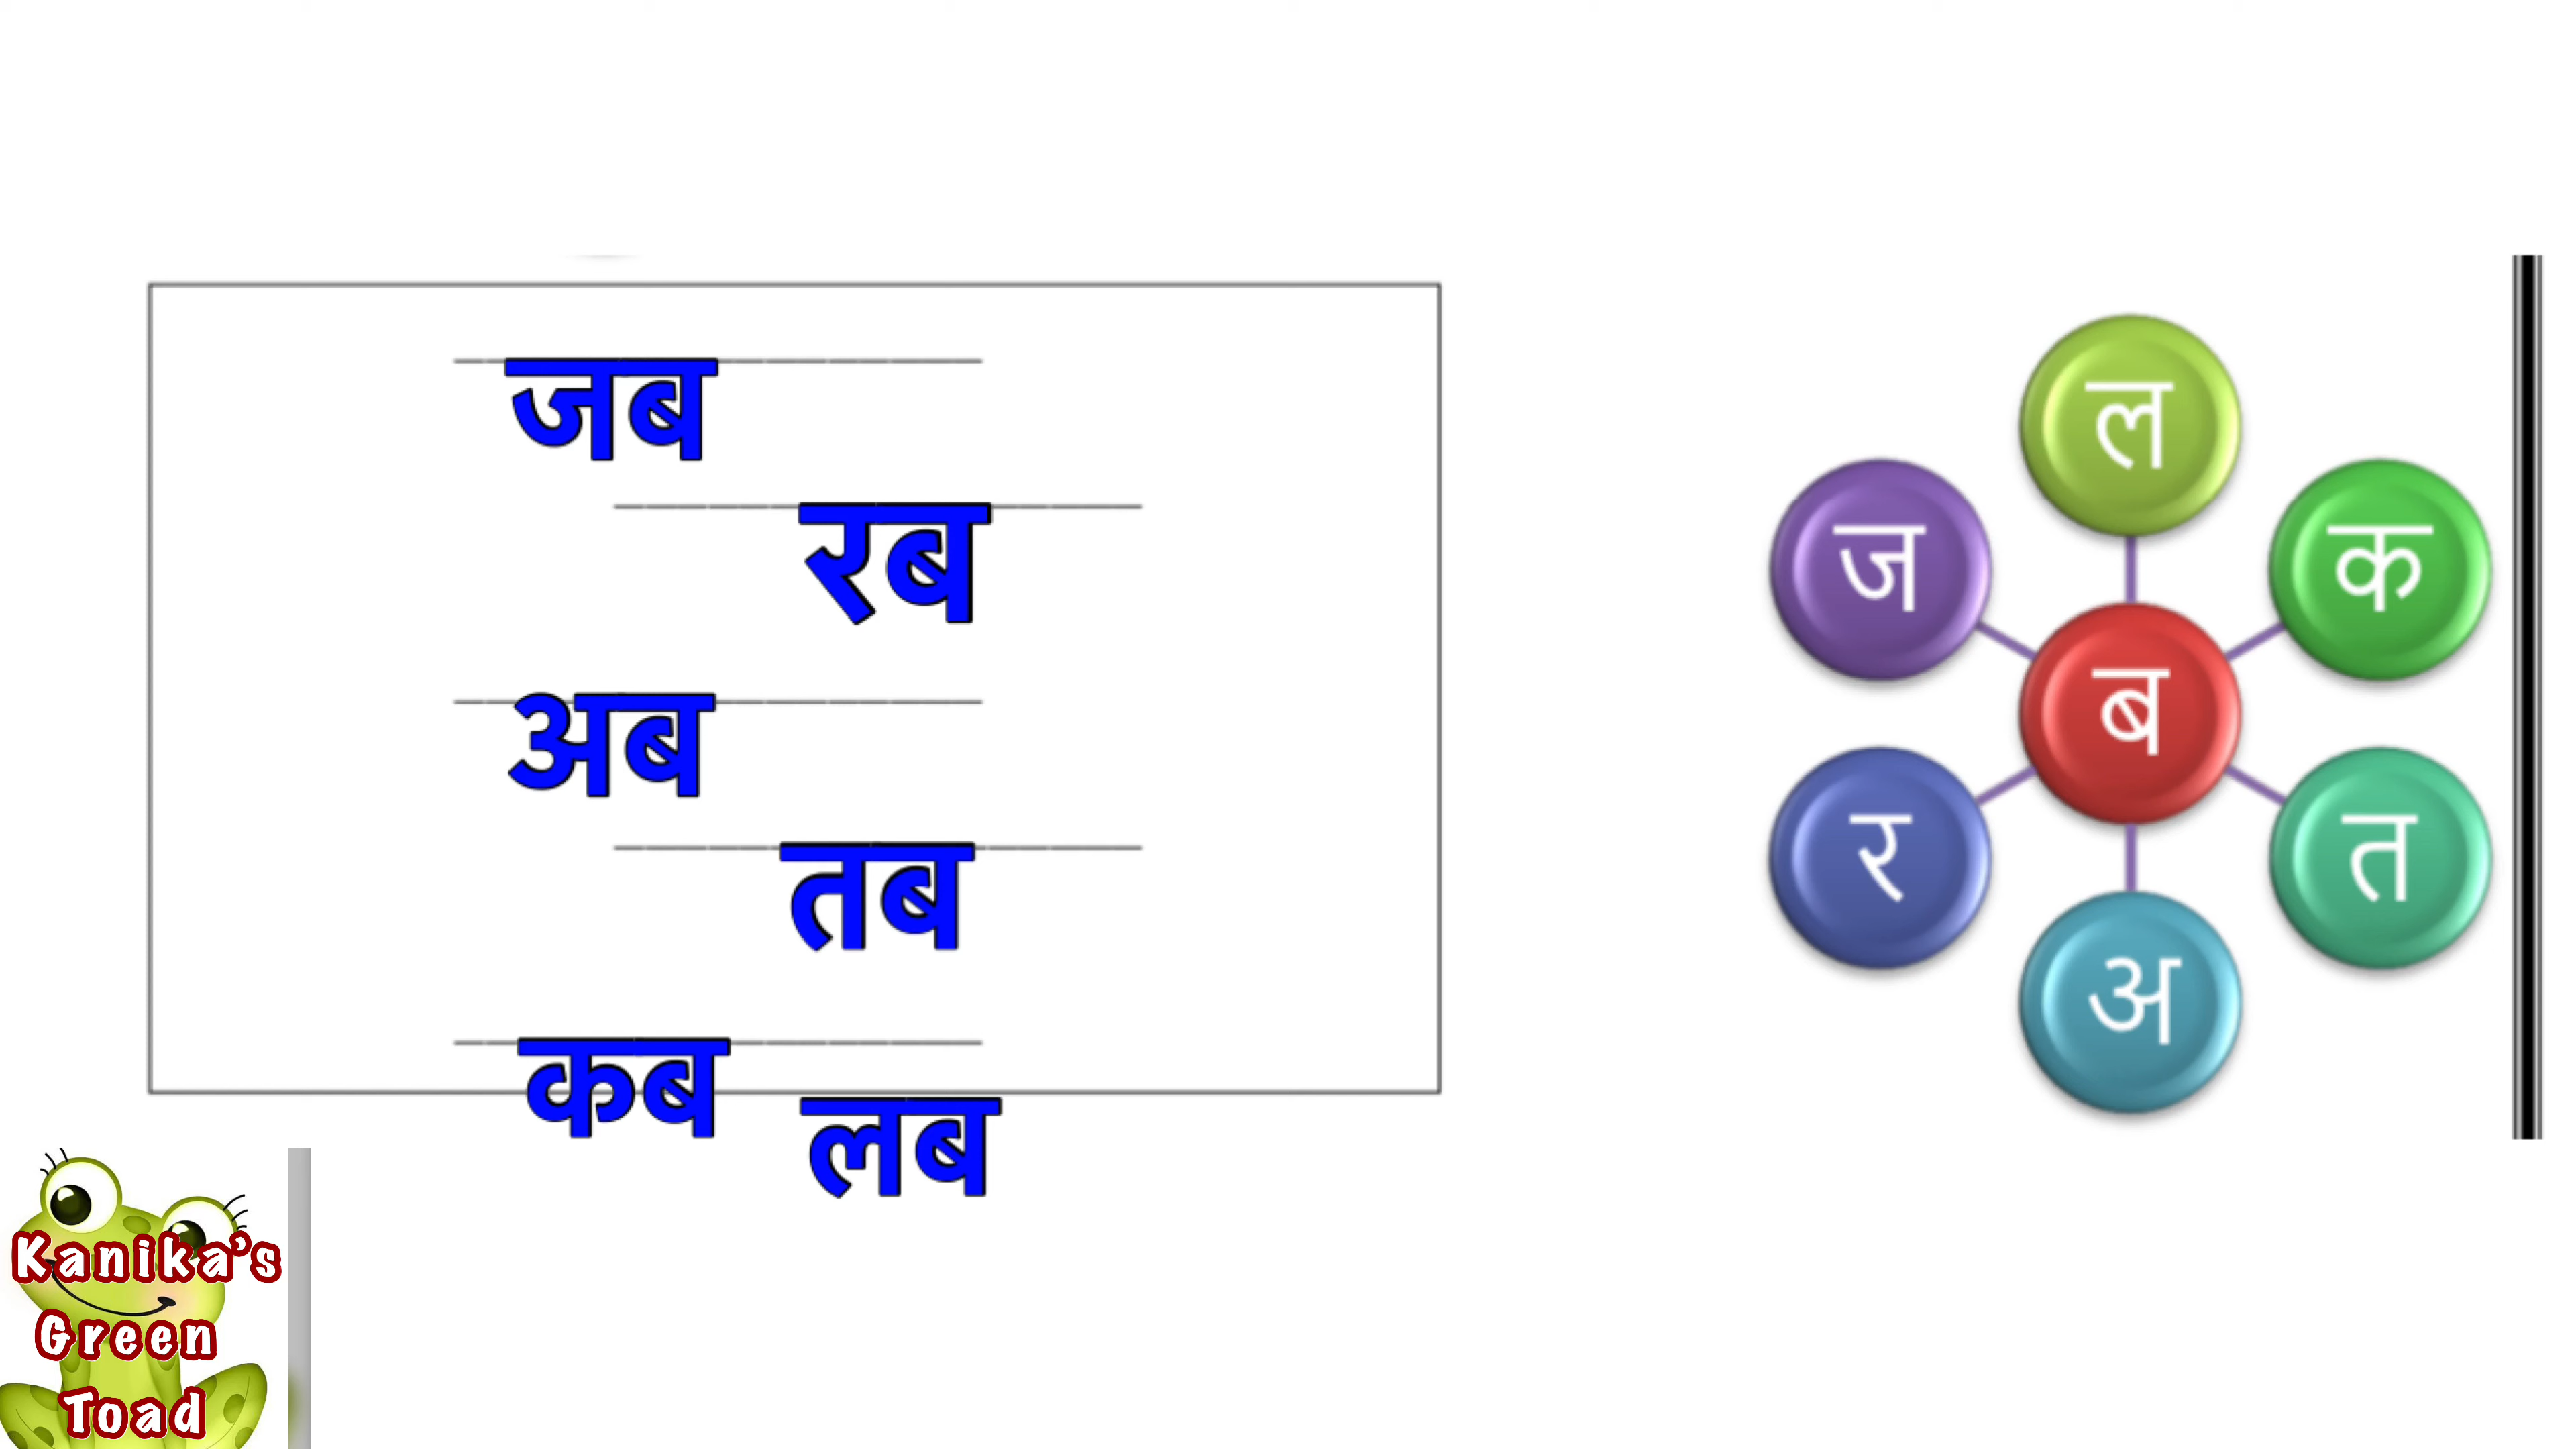 जब
रब
अब
तब
कब
लब
ल
ज
क
ब
र
त
अ
Kanika's
Green
Toad